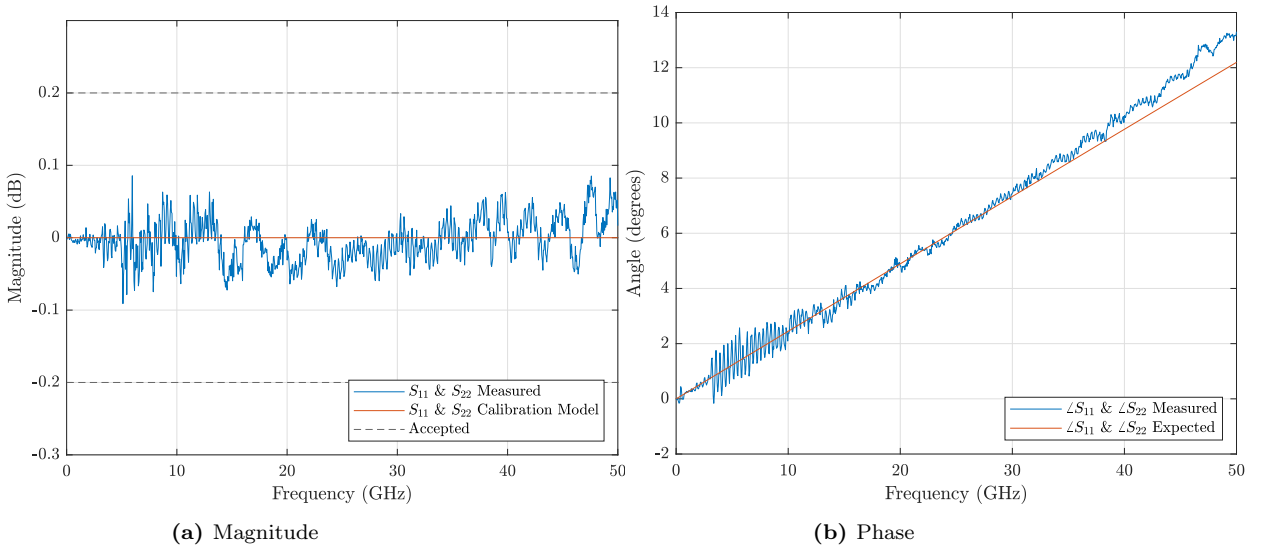 0.2
0.1
0
-0.1
-0.2
-0.3
Magnitude (dB)
0 10 20 30 40 50
Frequency (GHz)
S11 & S22 Measured
S11 & S22 Calibration Model
Accepted
(a) Magnitude
14
12
10
8
6
4
2
0
-2
Angle (degrees)
0 10 20 30 40 50
Frequency (GHz)
∠S11 & ∠S22 Measured
∠S11 & ∠S22 Expected
(b) Phase